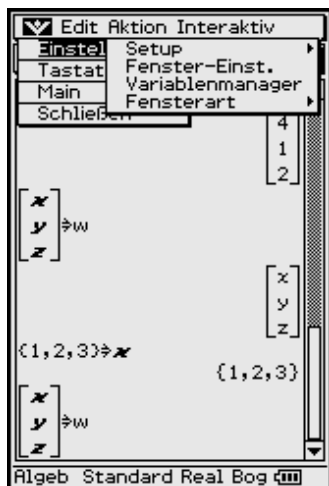 Edit Aktion Interaktiv
Setup
Fenster-Einst.
Variablenmanager
Fensterart
Einstel
Tastat
Main
Schließen
4
1
2
x
y ⇒w
z
x
y
z
{1,2,3}⇒x
{1,2,3}
x
y ⇒w
z
Algeb Standard Real Bog